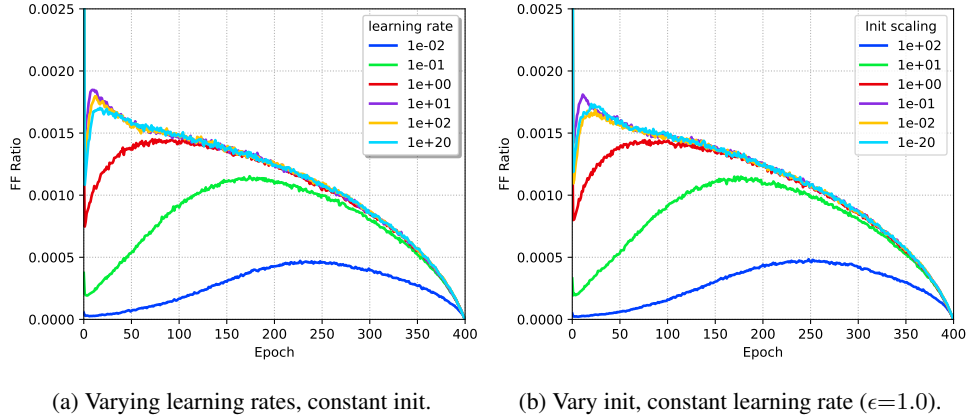 0.0025
0.0020
0.0015
0.0010
0.0005
0.0000
FF Ratio
0 50 100 150 200 250 300 350 400
Epoch
learning rate
1e-02
1e-01
1e+00
1e+01
1e+02
1e+20
(a) Varying learning rates, constant init.
0.0025
0.0020
0.0015
0.0010
0.0005
0.0000
FF Ratio
0 50 100 150 200 250 300 350 400
Epoch
Init scaling
1e+02
1e+01
1e+00
1e-01
1e-02
1e-20
(b) Vary init, constant learning rate (ϵ=1.0).